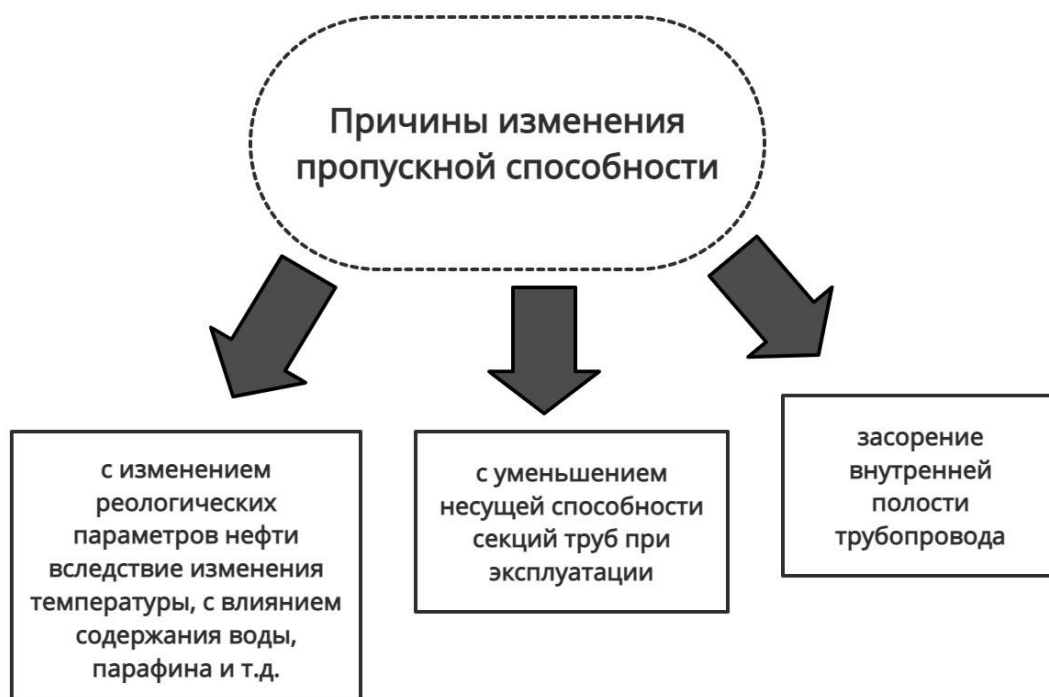 Причины изменения
пропускной способности
с изменением
реологических
параметров нефти
вследствие изменения
температуры, с влиянием
содержания воды,
парафина и т.д.
с уменьшением
несущей способности
секций труб при
эксплуатации
засорение
внутренней
полости
трубопровода